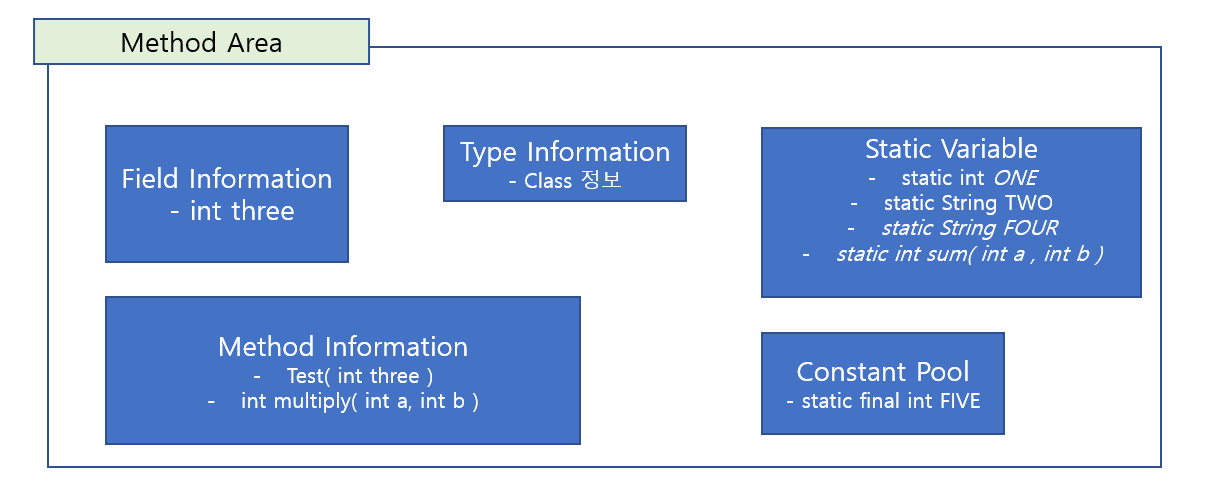 Method Area
Field Information
- int three
Type Information
- Class 정보
Static Variable
- static int ONE
- static String TWO
- static String FOUR
- static int sum( int a , int b )
Method Information
- Test( int three )
- int multiply( int a, int b )
Constant Pool
- static final int FIVE